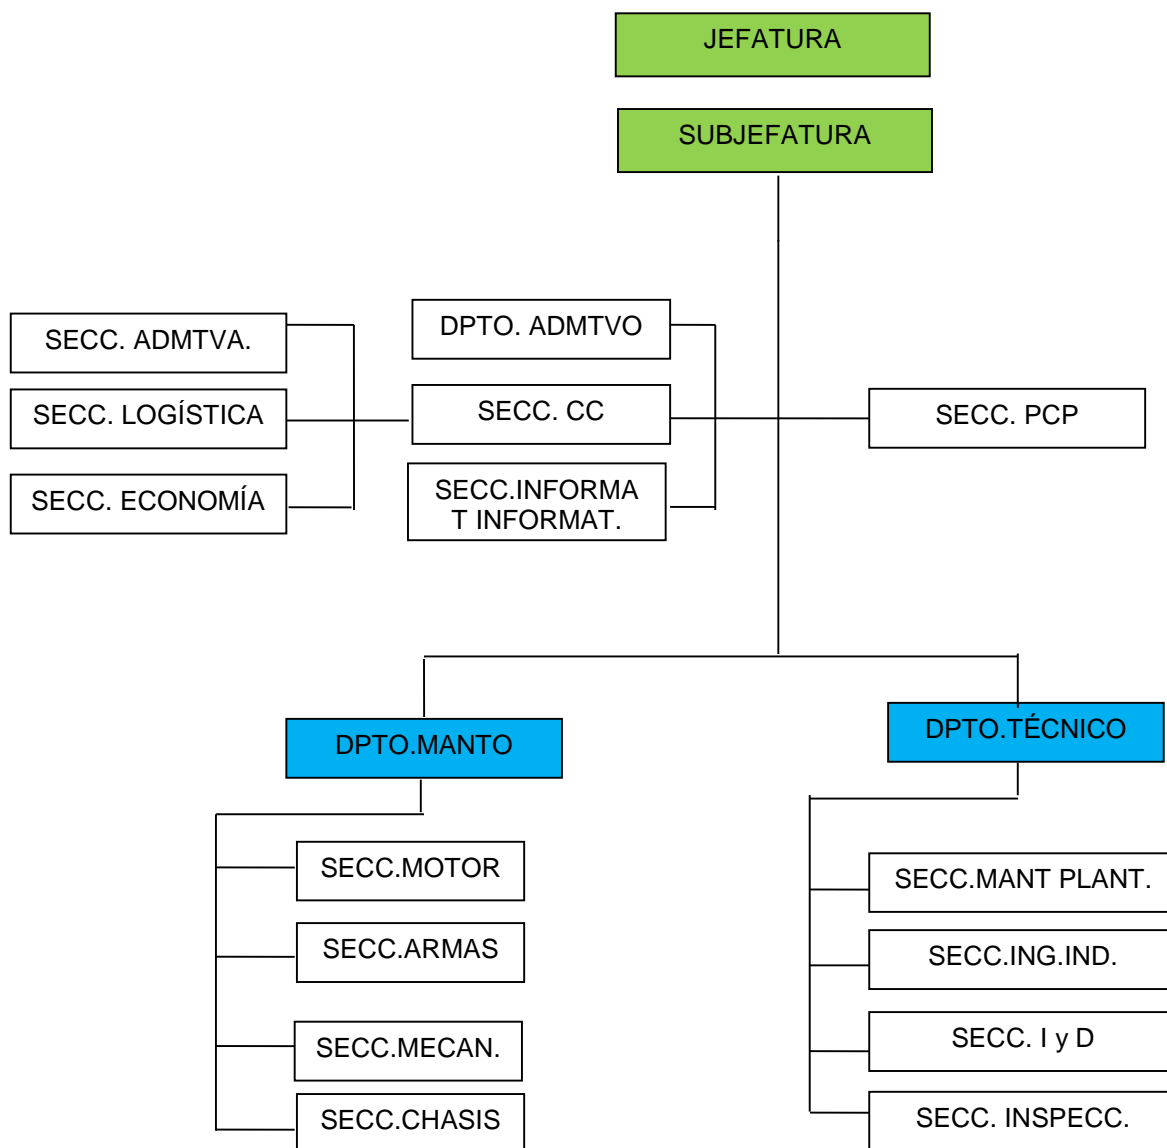 JEFATURA
SUBJEFATURA
SECC. ADMTVA.
DPTO. ADMTVO
SECC. LOGÍSTICA
SECC. CC
SECC. PCP
SECC. ECONOMÍA
SECC.INFORMA
T INFORMAT.
DPTO.MANTO
DPTO.TÉCNICO
SECC.MOTOR
SECC.ARMAS
SECC.MECAN.
SECC.CHASIS
SECC.MANT PLANT.
SECC.ING.IND.
SECC. I y D
SECC. INSPECC.